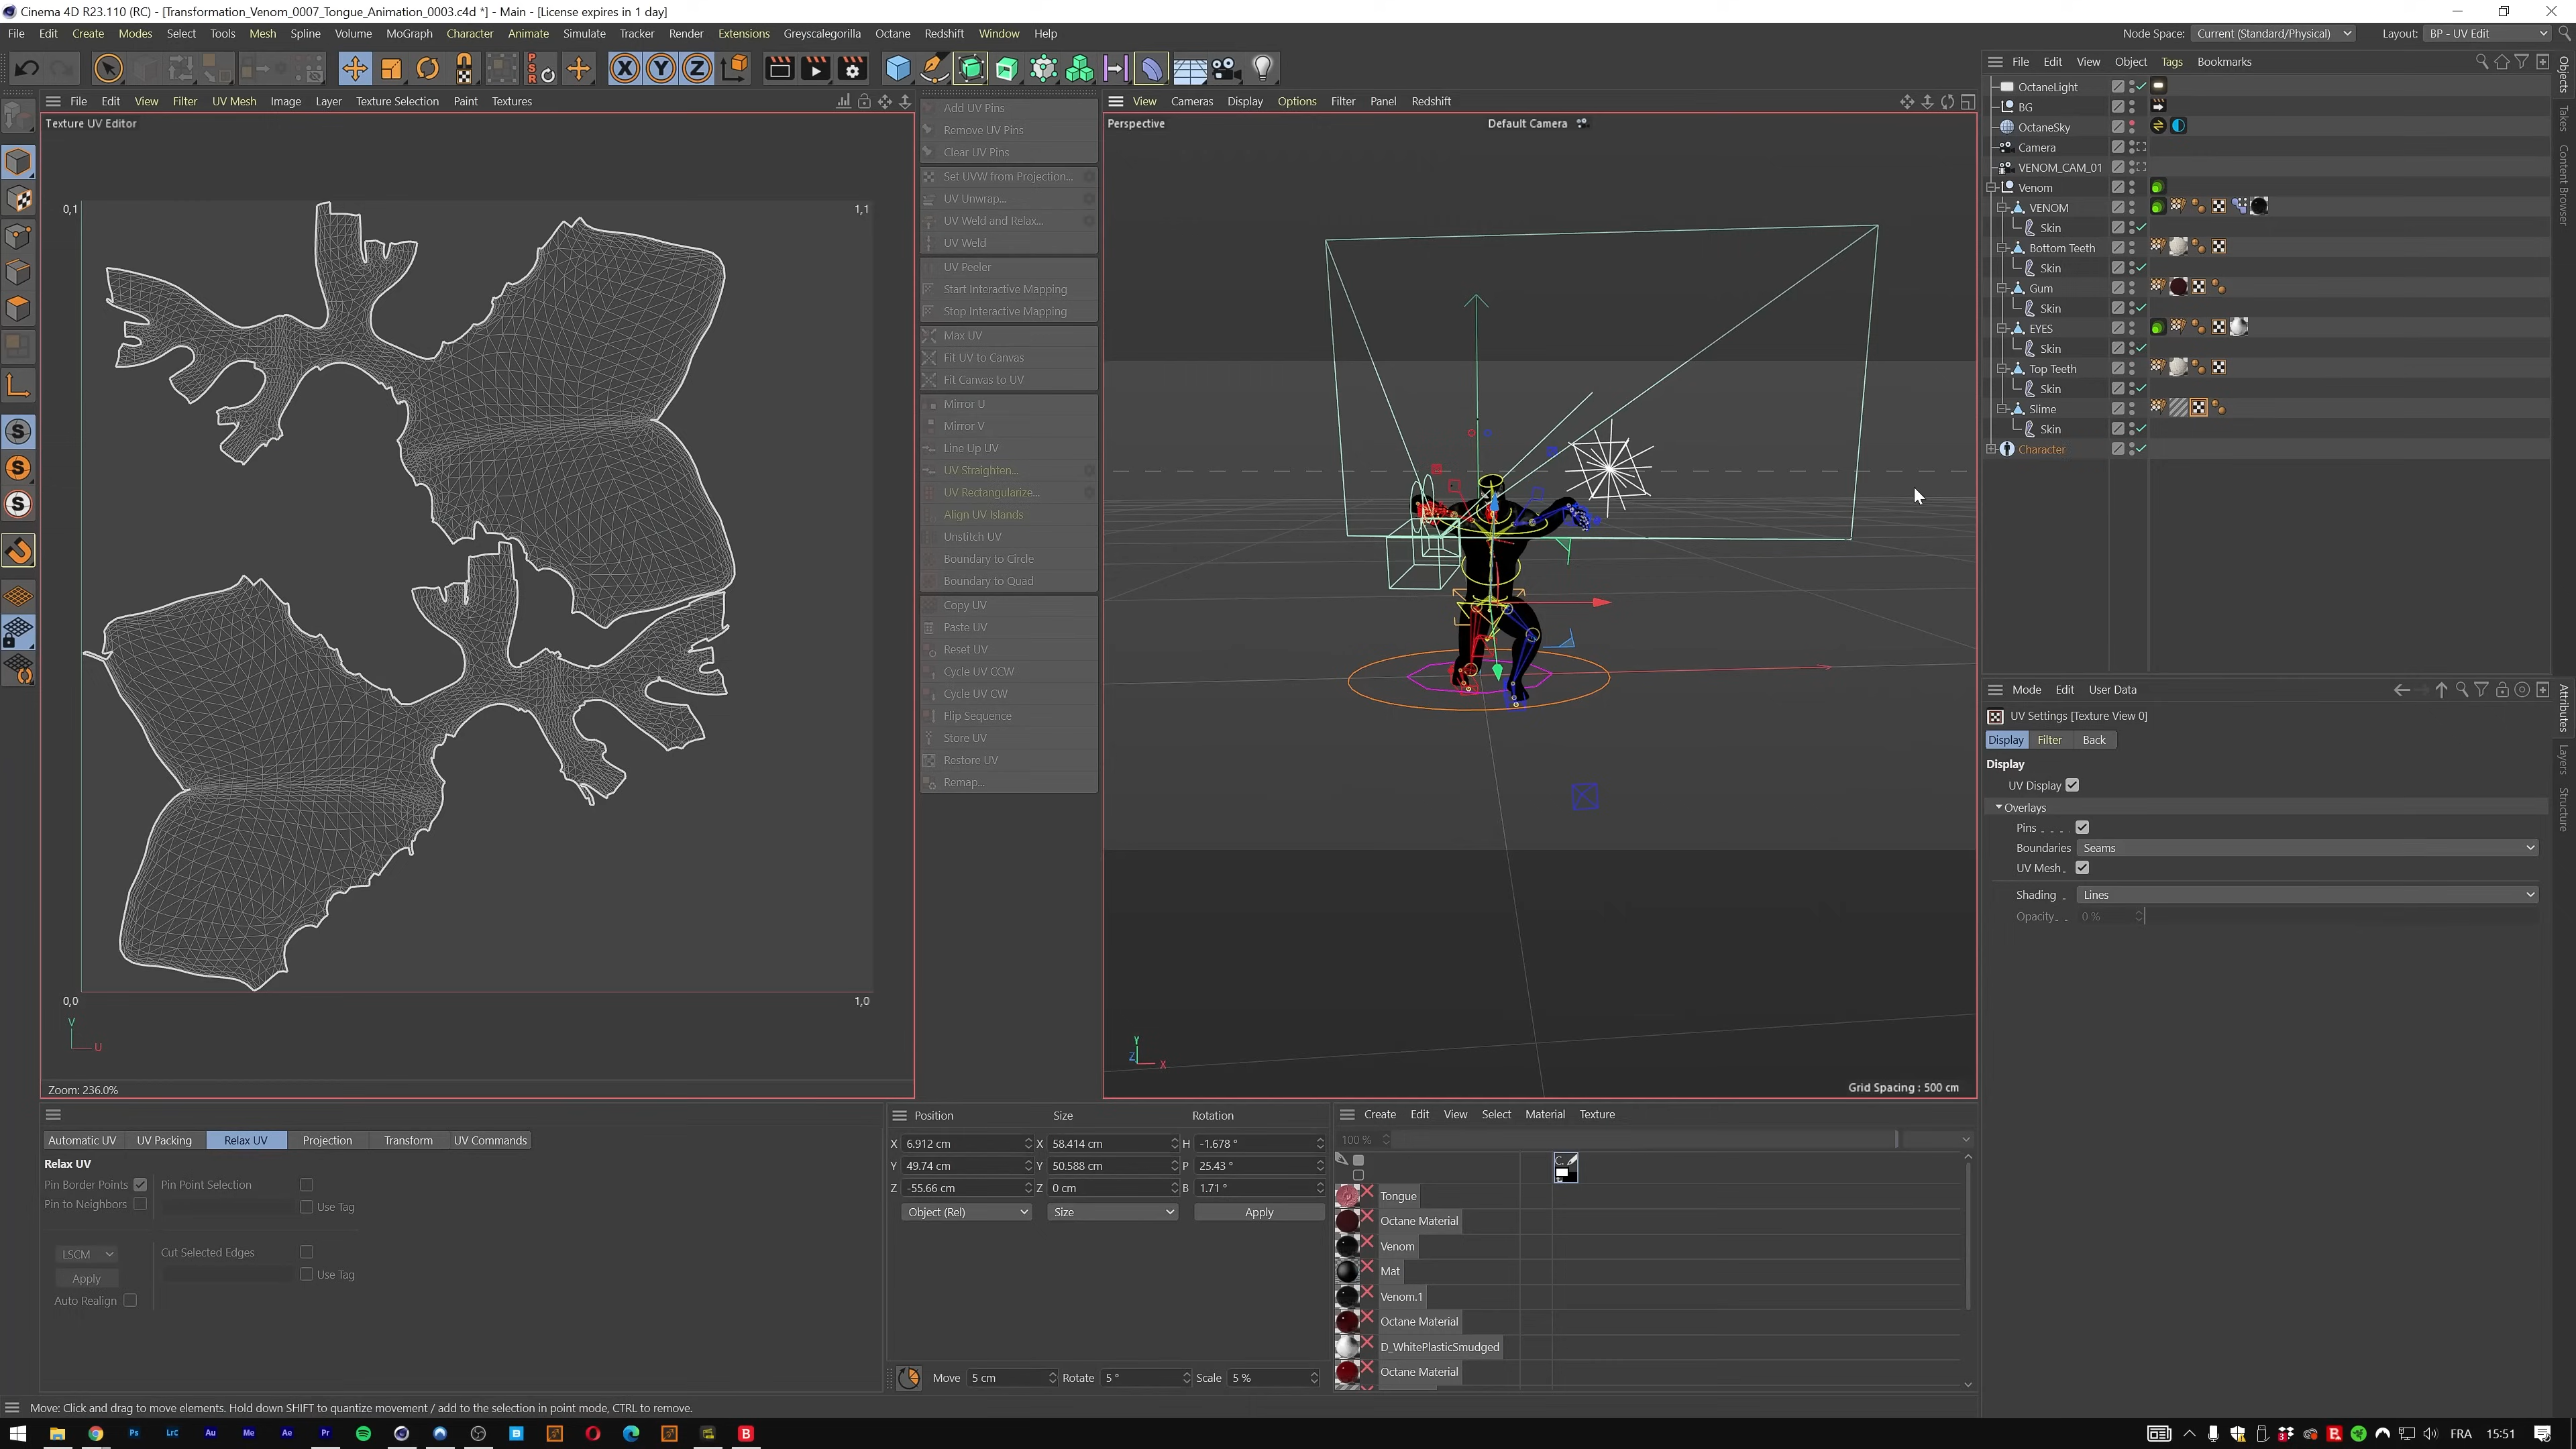 Cinema 4D R23.110 (RC) - [Transformation_Venom_0007_Tongue_Animation_0003.c4d *] - Main - [License expires in 1 day]
File Edit Create Modes Select Tools Mesh Spline Volume MoGraph Character Animate Simulate Tracker Render Extensions Greyscalegorilla Octane Redshift Window Help
Node Space: Current (Standard/Physical) Layout: BP - UV Edit
File Edit View Filter UV Mesh Image Layer Texture Selection Paint Textures
Texture UV Editor
0,1 1,1
0,0 1,0
V
U
Zoom: 236.0%
Add UV Pins
Remove UV Pins
Clear UV Pins
Set UVW from Projection...
UV Unwrap...
UV Weld and Relax...
UV Weld
UV Peeler
Start Interactive Mapping
Stop Interactive Mapping
Max UV
Fit UV to Canvas
Fit Canvas to UV
Mirror U
Mirror V
Line Up UV
UV Straighten...
UV Rectangularize...
Align UV Islands
Unstitch UV
Boundary to Circle
Boundary to Quad
Copy UV
Paste UV
Reset UV
Cycle UV CCW
Cycle UV CW
Flip Sequence
Store UV
Restore UV
Remap...
View Cameras Display Options Filter Panel Redshift
Perspective Default Camera
Y
Z X
Grid Spacing : 500 cm
File Edit View Object Tags Bookmarks
OctaneLight
BG
OctaneSky
Camera
VENOM_CAM_01
Venom
VENOM
Skin
Bottom Teeth
Skin
Gum
Skin
EYES
Skin
Top Teeth
Skin
Slime
Skin
Character
Objects
Takes
Content Browser
Mode Edit User Data
UV Settings [Texture View 0]
Display Filter Back
Display
UV Display
Overlays
Pins
Boundaries Seams
UV Mesh
Shading Lines
Opacity 0 %
Attributes
Layers
Structure
Automatic UV UV Packing Relax UV Projection Transform UV Commands
Relax UV
Pin Border Points Pin Point Selection
Pin to Neighbors Use Tag
LSCM Cut Selected Edges
Apply Use Tag
Auto Realign
Position Size Rotation
X 6.912 cm X 58.414 cm H -1.678 °
Y 49.74 cm Y 50.588 cm P 25.43 °
Z -55.66 cm Z 0 cm B 1.71 °
Object (Rel) Size Apply
Move 5 cm Rotate 5 ° Scale 5 %
Create Edit View Select Material Texture
100 %
Tongue
Octane Material
Venom
Mat
Venom.1
Octane Material
D_WhitePlasticSmudged
Octane Material
Move: Click and drag to move elements. Hold down SHIFT to quantize movement / add to the selection in point mode, CTRL to remove.
Ps LrC Au Me Ae Pr B FRA 15:51